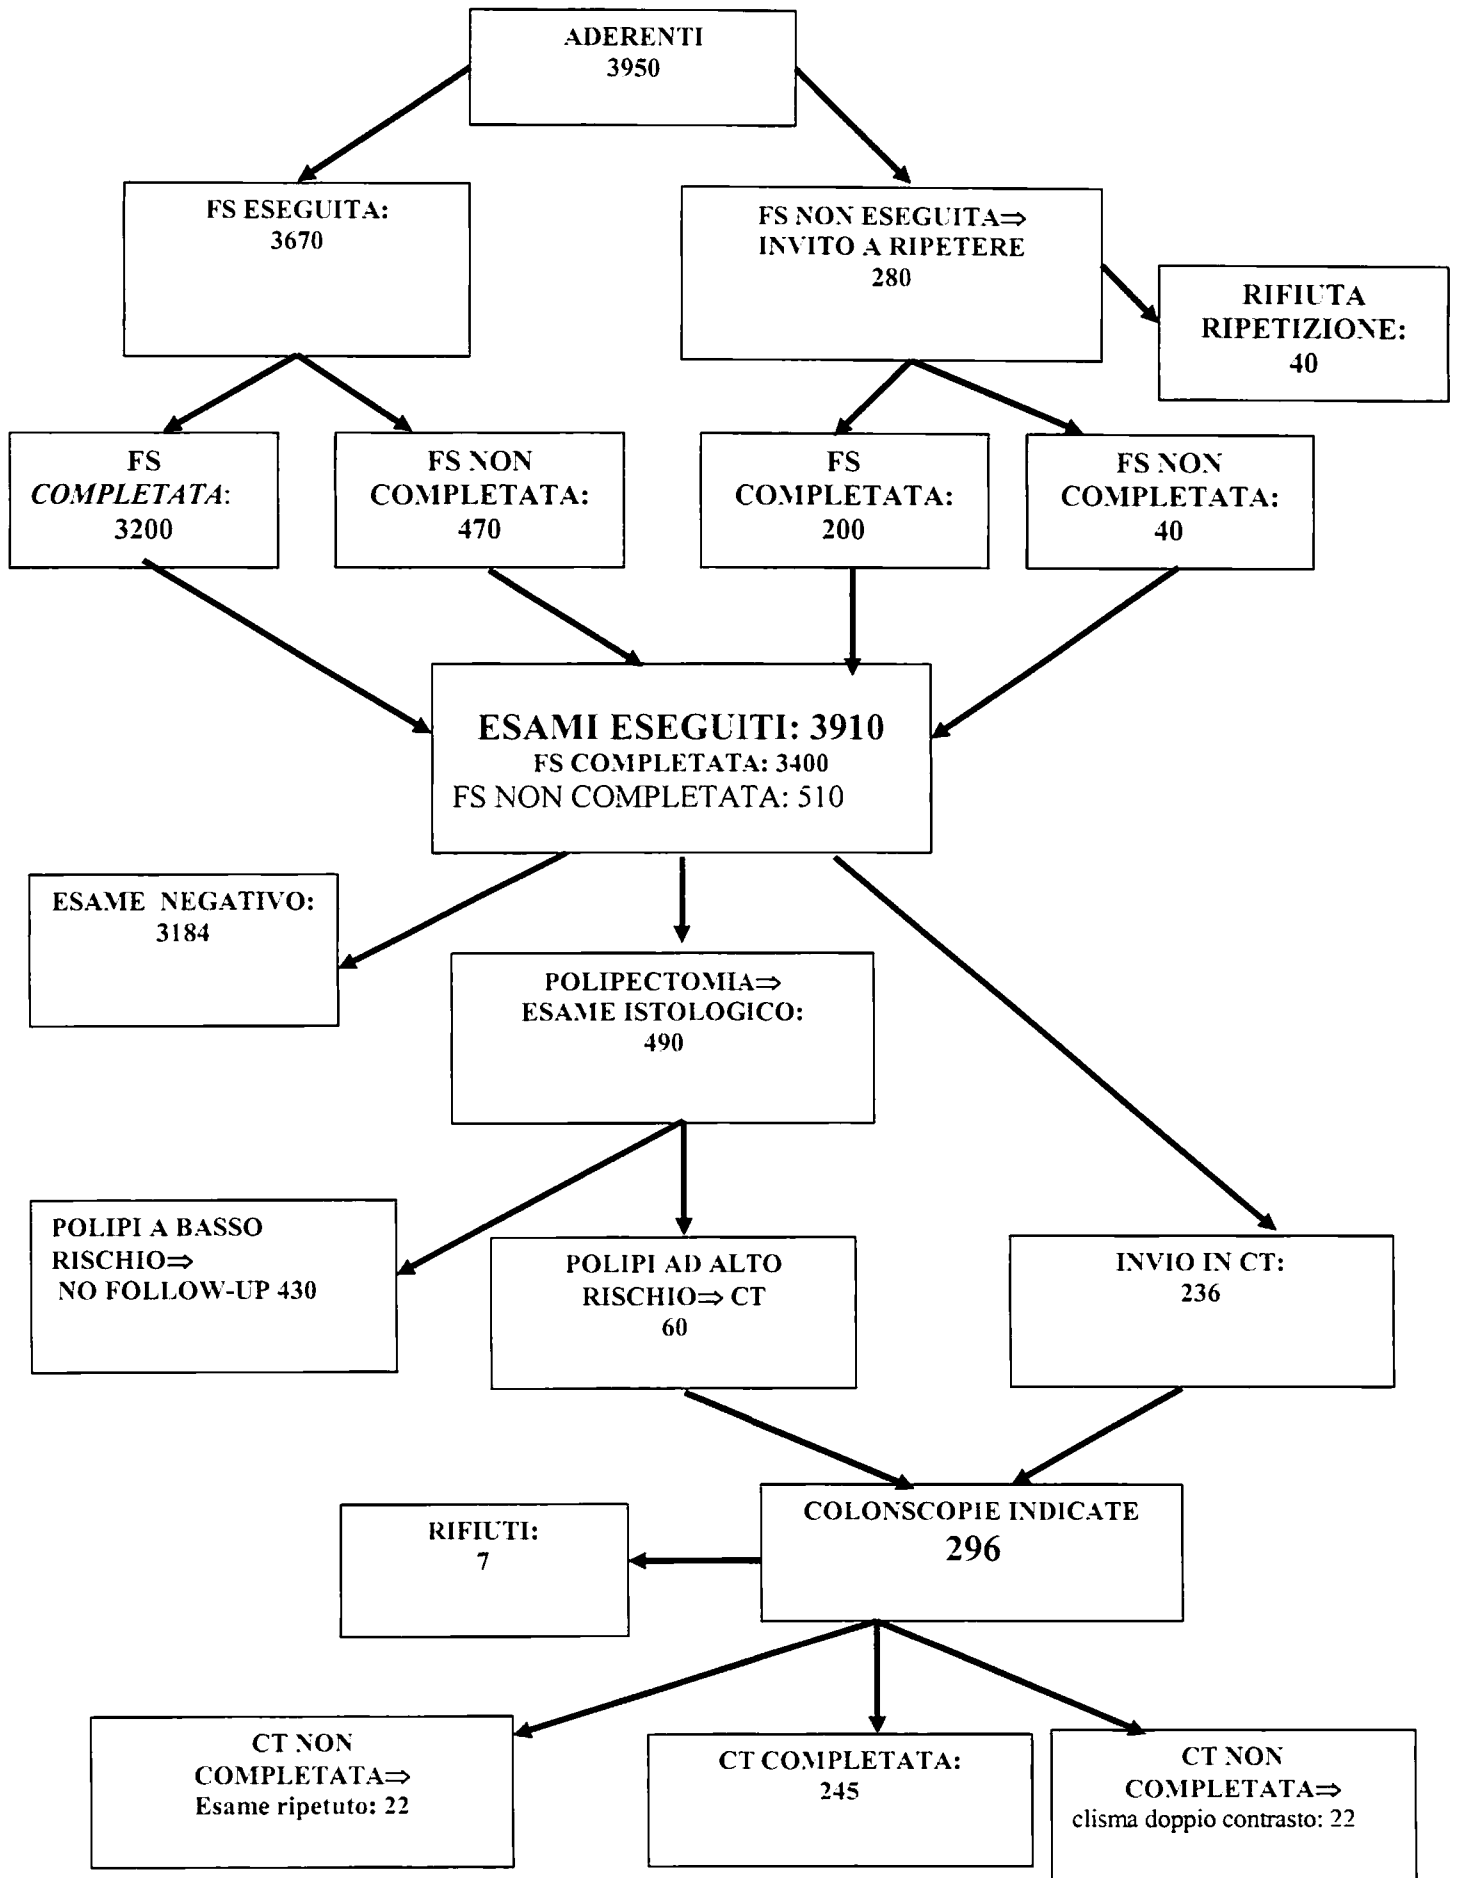 ADERENTI
3950
FS ESEGUITA:
3670
FS NON ESEGUITA⇒
INVITO A RIPETERE
280
RIFIUTA
RIPETIZIONE:
40
FS
COMPLETATA:
3200
FS NON
COMPLETATA:
470
FS
COMPLETATA:
200
FS NON
COMPLETATA:
40
ESAMI ESEGUITI: 3910
FS COMPLETATA: 3400
FS NON COMPLETATA: 510
ESAME NEGATIVO:
3184
POLIPECTOMIA⇒
ESAME ISTOLOGICO:
490
POLIPI A BASSO
RISCHIO⇒
NO FOLLOW-UP 430
POLIPI AD ALTO
RISCHIO⇒ CT
60
INVIO IN CT:
236
COLONSCOPIE INDICATE
296
RIFIUTI:
7
CT NON
COMPLETATA⇒
Esame ripetuto: 22
CT COMPLETATA:
245
CT NON
COMPLETATA⇒
clisma doppio contrasto: 22